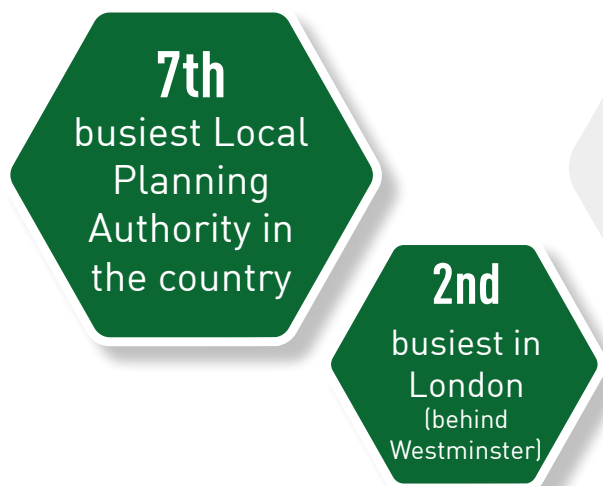 7th
busiest Local
Planning
Authority in
the country
2nd
busiest in
London
(behind
Westminster)